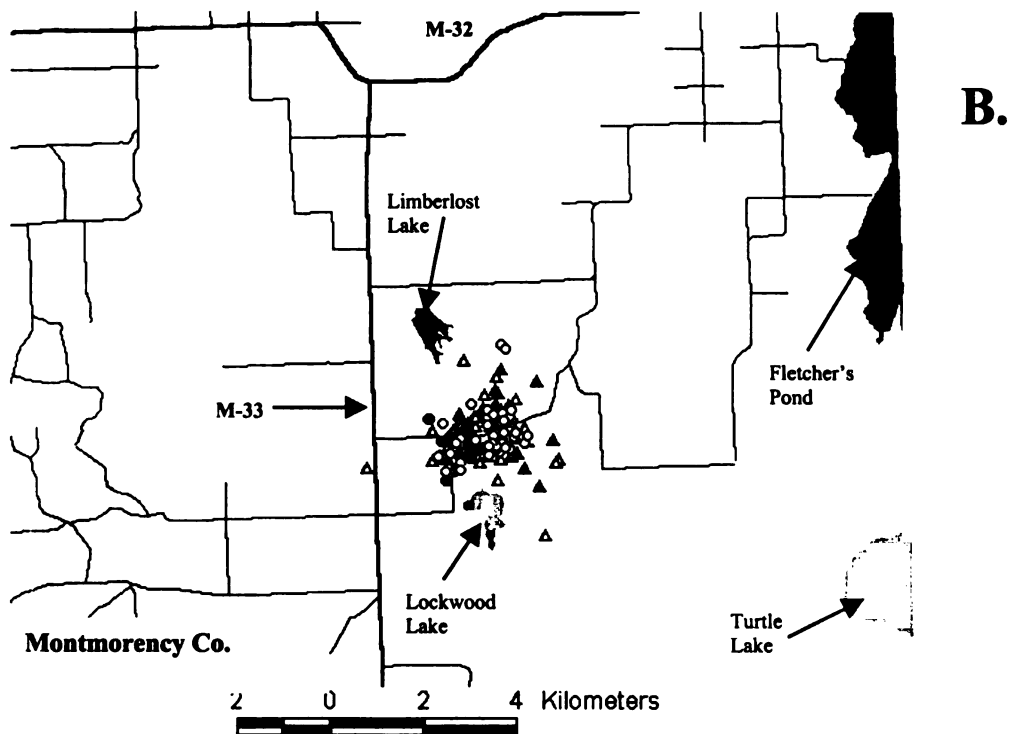 M-32
B.
Limberlost
Lake
M-33
Fletcher's
Pond
Lockwood
Lake
Turtle
Lake
Montmorency Co.
2 0 2 4 Kilometers